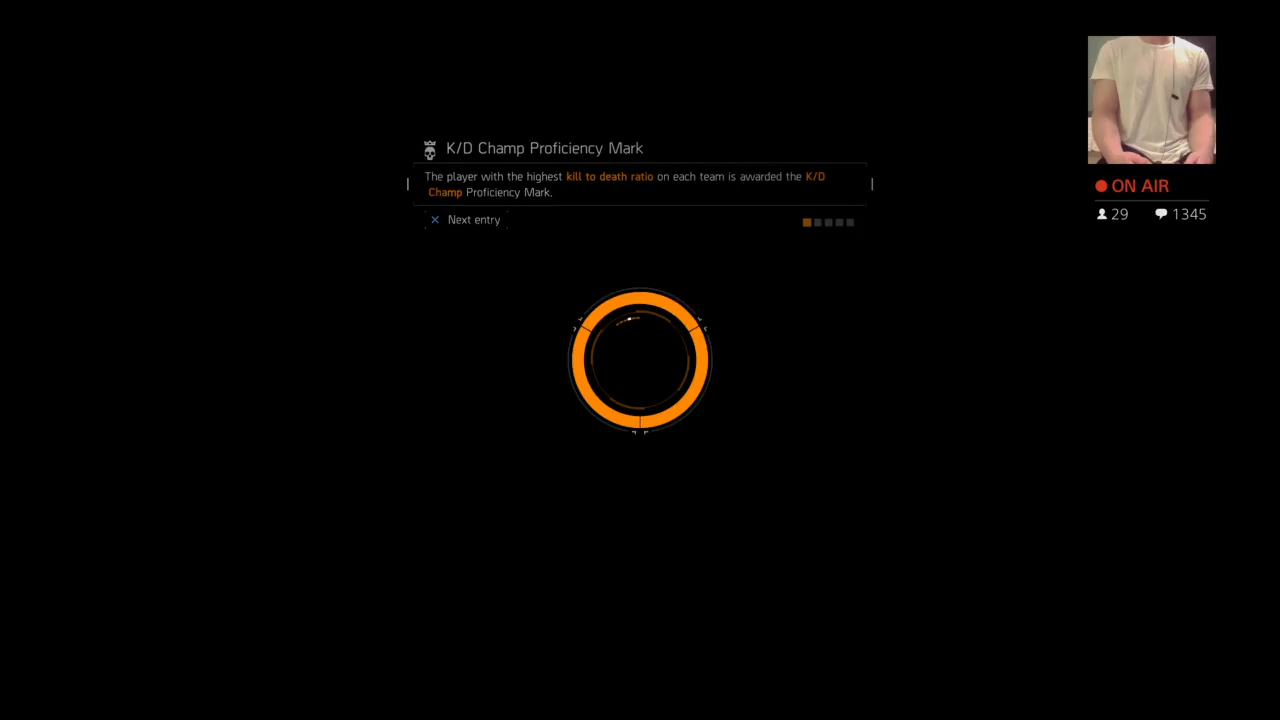 K/D Champ Proficiency Mark
The player with the highest kill to death ratio on each team is awarded the K/D
Champ Proficiency Mark.
Next entry
ON AIR
29 1345